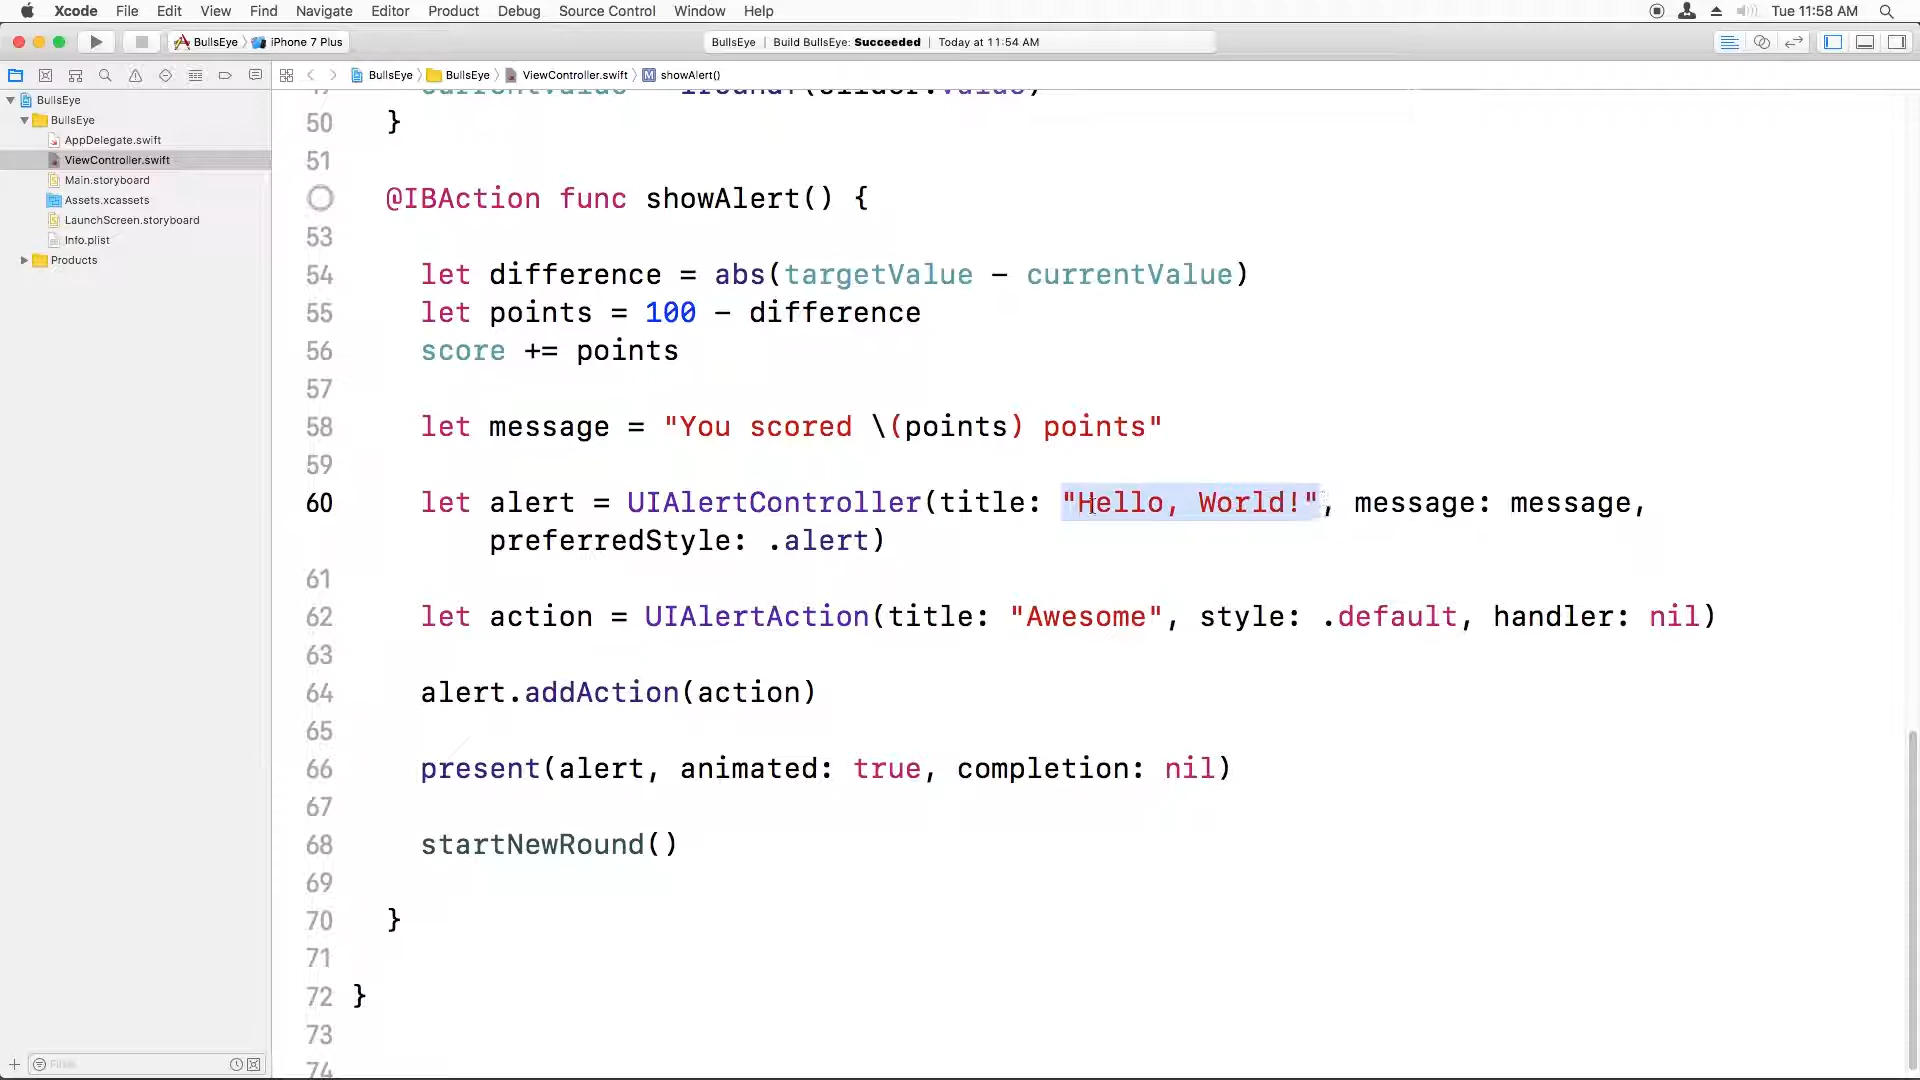 Xcode File Edit View Find Navigate Editor Product Debug Source Control Window Help Tue 11:58 AM
BullsEye iPhone 7 Plus BullsEye | Build BullsEye: Succeeded | Today at 11:54 AM
BullsEye BullsEye ViewController.swift M showAlert()
BullsEye
BullsEye
AppDelegate.swift
ViewController.swift
Main.storyboard
Assets.xcassets
LaunchScreen.storyboard
Info.plist
Products
50 }
51
@IBAction func showAlert() {
53
54 let difference = abs(targetValue - currentValue)
55 let points = 100 - difference
56 score += points
57
58 let message = "You scored \(points) points"
59
60 let alert = UIAlertController(title: "Hello, World!", message: message,
preferredStyle: .alert)
61
62 let action = UIAlertAction(title: "Awesome", style: .default, handler: nil)
63
64 alert.addAction(action)
65
66 present(alert, animated: true, completion: nil)
67
68 startNewRound()
69
70 }
71
72 }
73
74
Filter